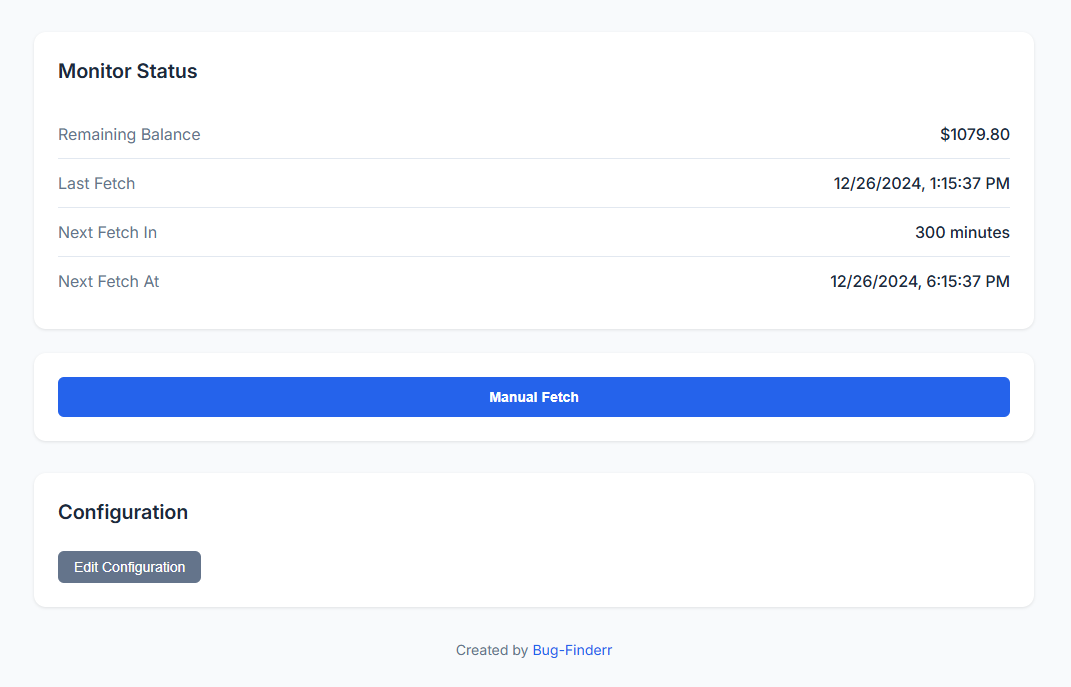 Monitor Status
Remaining Balance $1079.80
Last Fetch 12/26/2024, 1:15:37 PM
Next Fetch In 300 minutes
Next Fetch At 12/26/2024, 6:15:37 PM
Manual Fetch
Configuration
Edit Configuration
Created by Bug-Finderr